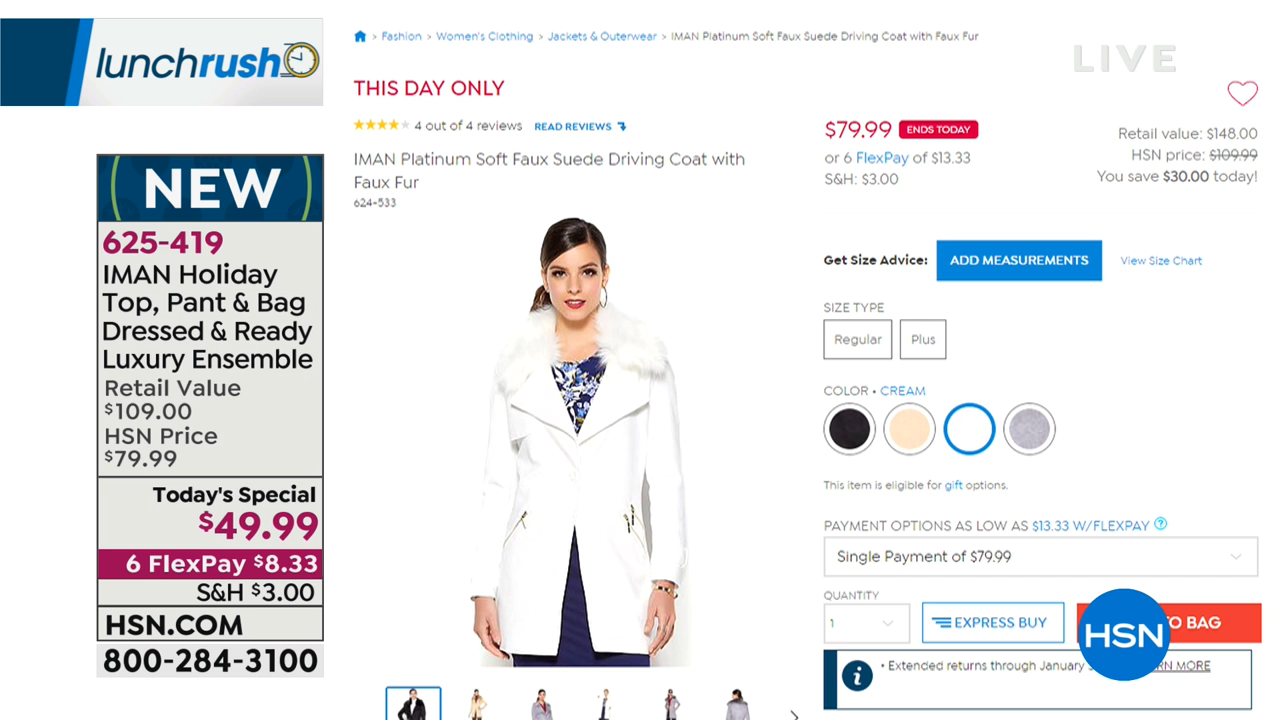 lunchrush
> Fashion > Women's Clothing > Jackets & Outerwear > IMAN Platinum Soft Faux Suede Driving Coat with Faux Fur
LIVE
THIS DAY ONLY
4 out of 4 reviews READ REVIEWS
IMAN Platinum Soft Faux Suede Driving Coat with
Faux Fur
624-533
$79.99 ENDS TODAY
or 6 FlexPay of $13.33
S&H: $3.00
Retail value: $148.00
HSN price: $109.99
You save $30.00 today!
Get Size Advice: ADD MEASUREMENTS View Size Chart
SIZE TYPE
Regular Plus
COLOR • CREAM
This item is eligible for gift options.
PAYMENT OPTIONS AS LOW AS $13.33 W/FLEXPAY ?
Single Payment of $79.99
QUANTITY
1
EXPRESS BUY
TO BAG
HSN
i
• Extended returns through January
RN MORE
( NEW )
625-419
IMAN Holiday
Top, Pant & Bag
Dressed & Ready
Luxury Ensemble
Retail Value
$109.00
HSN Price
$79.99
Today's Special
$49.99
6 FlexPay $8.33
S&H $3.00
HSN.COM
800-284-3100